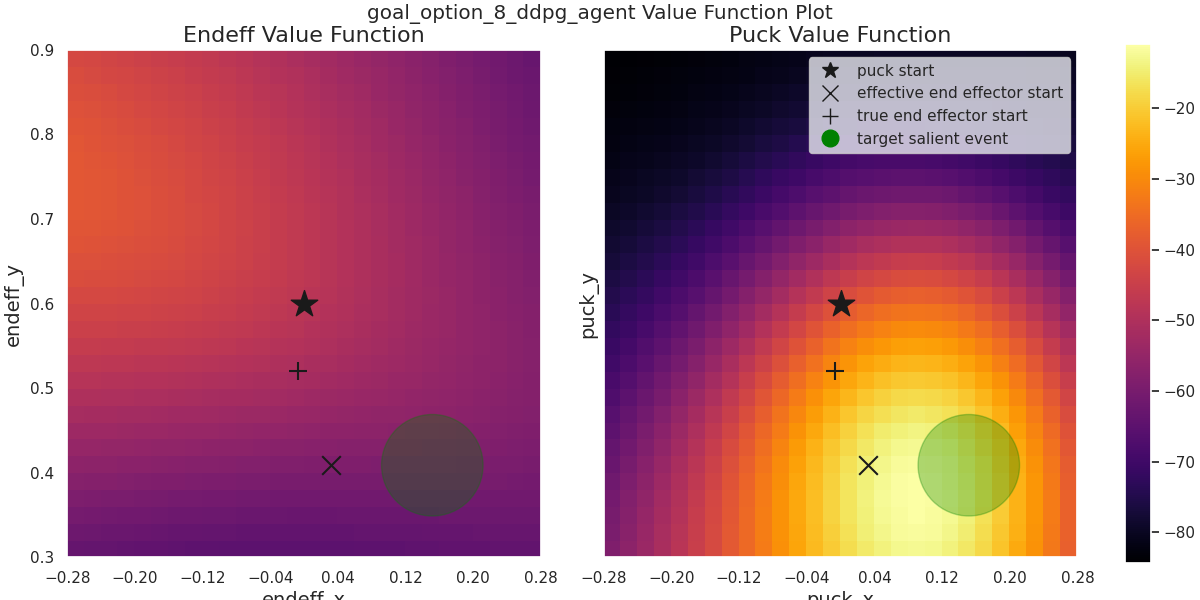 goal_option_8_ddpg_agent Value Function Plot
Endeff Value Function
Puck Value Function
0.9
0.8
0.7
0.6
0.5
0.4
0.3
endeff_y
−0.28 −0.20 −0.12 −0.04 0.04 0.12 0.20 0.28
endeff_x
puck_y
puck start
effective end effector start
true end effector start
target salient event
−0.28 −0.20 −0.12 −0.04 0.04 0.12 0.20 0.28
puck_x
−20
−30
−40
−50
−60
−70
−80